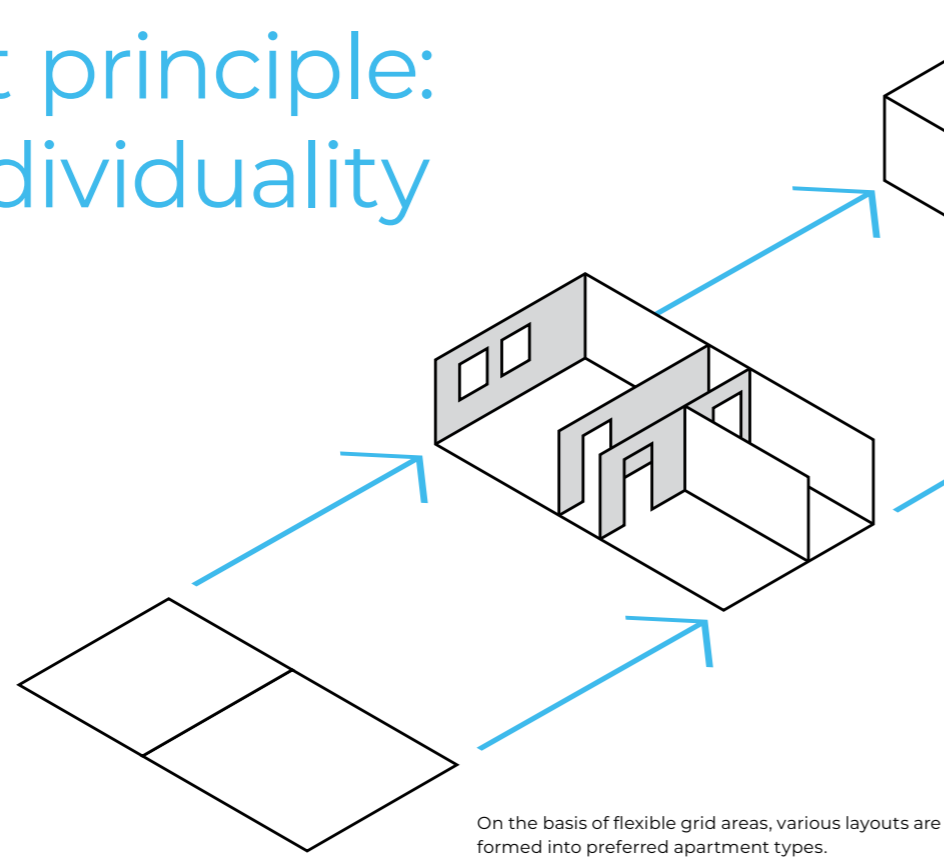 t principle:
dividuality
On the basis of flexible grid areas, various layouts are
formed into preferred apartment types.